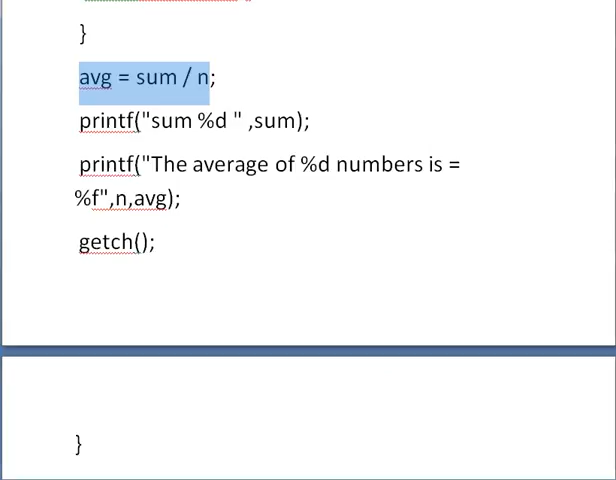 }
avg = sum / n;
printf("sum %d " ,sum);
printf("The average of %d numbers is =
%f",n,avg);
getch();
}